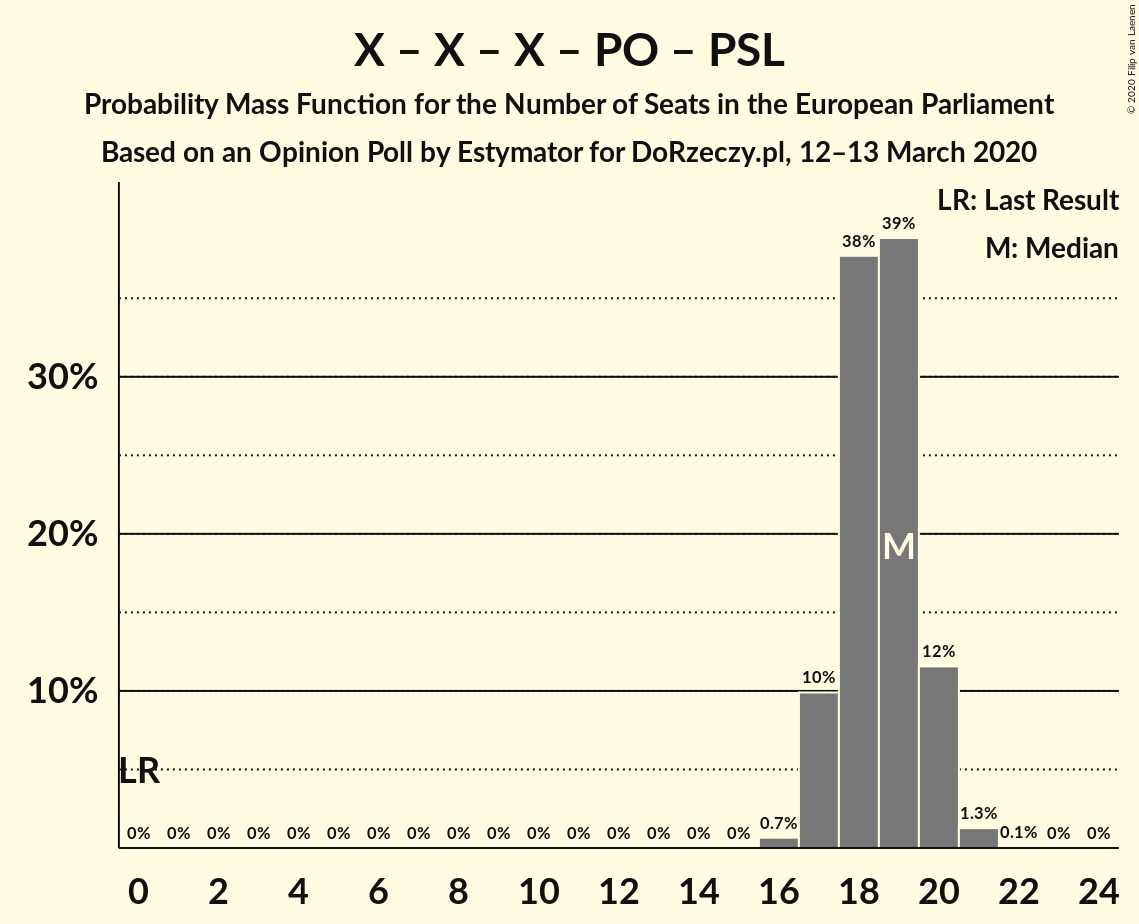 X – X – X – PO – PSL
Probability Mass Function for the Number of Seats in the European Parliament
Based on an Opinion Poll by Estymator for DoRzeczy.pl, 12–13 March 2020
© 2020 Filip van Laenen
LR: Last Result
M: Median
39%
38%
30%
20%
M
12%
10%
10%
LR
0% 0% 0% 0% 0% 0% 0% 0% 0% 0% 0% 0% 0% 0% 0% 0% 0.7% 1.3% 0.1% 0% 0%
0 2 4 6 8 10 12 14 16 18 20 22 24